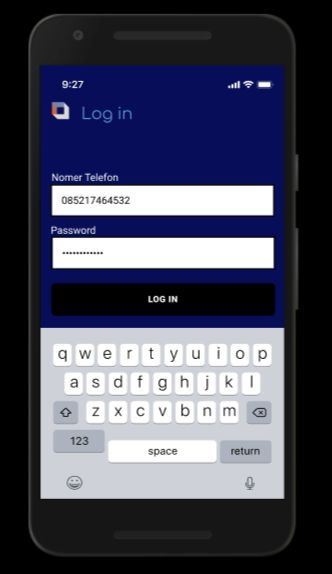 9:27
Log in
Nomer Telefon
085217464532
Password
••••••••••••
LOG IN
q w e r t y u i o p
a s d f g h j k l
z x c v b n m
123 space return